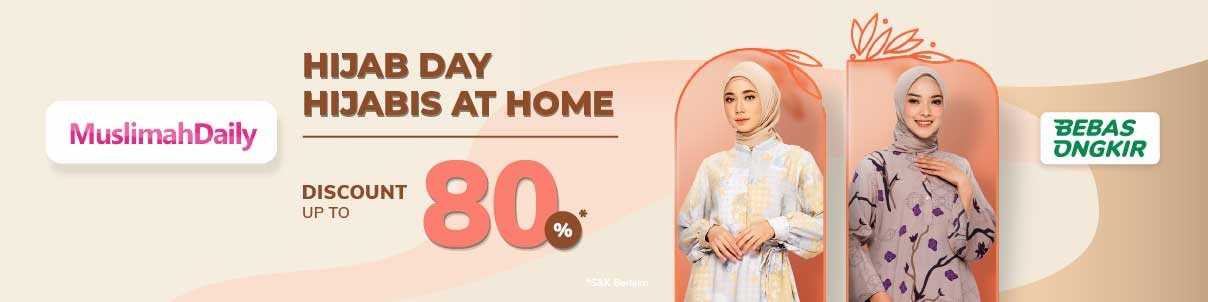 MuslimahDaily
HIJAB DAY
HIJABIS AT HOME
DISCOUNT
UP TO
80%*
BEBAS
ONGKIR
*S&K Berlaku